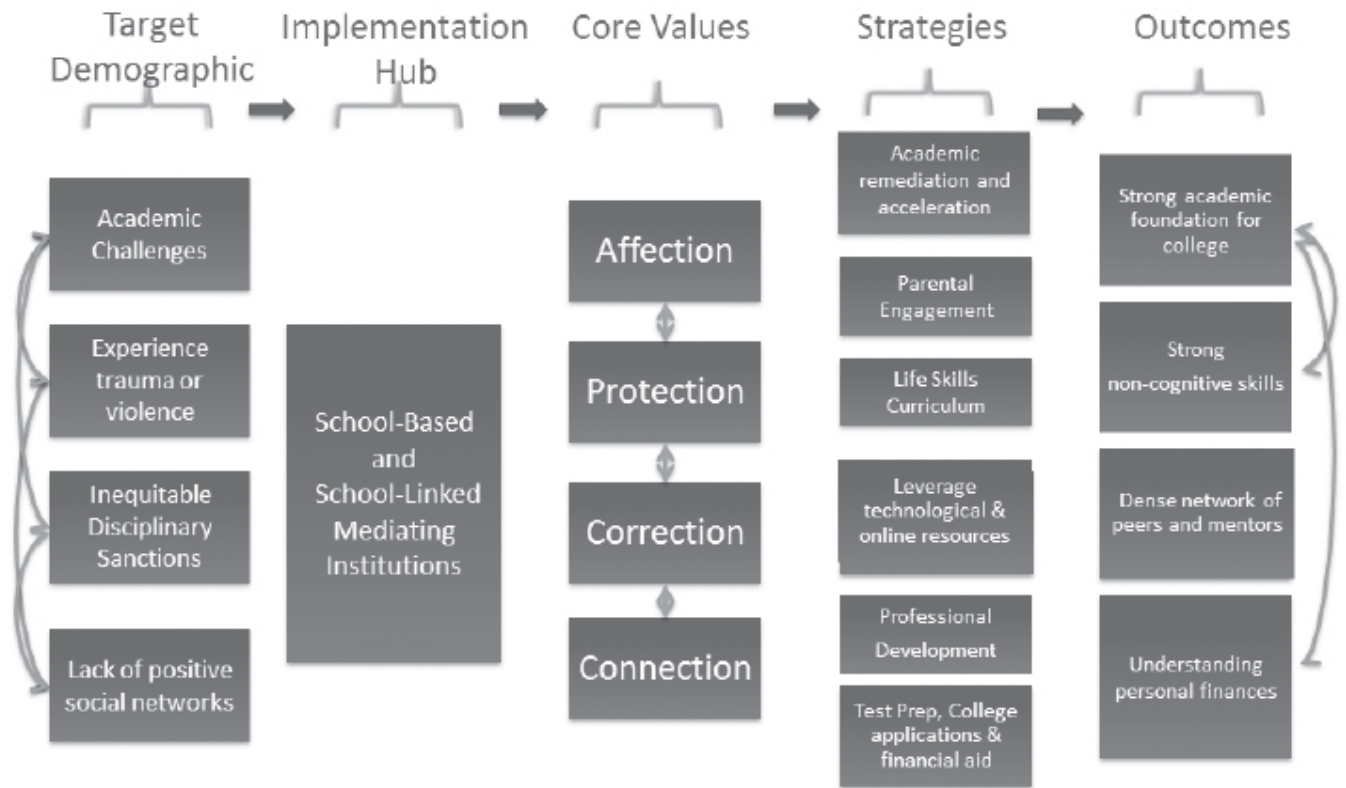 Target
Demographic
Implementation
Hub
Core Values
Strategies
Outcomes
Academic
Challenges
Experience
trauma or
violence
Inequitable
Disciplinary
Sanctions
Lack of positive
social networks
School-Based
and
School-Linked
Mediating
Institutions
Affection
Protection
Correction
Connection
Academic
remediation and
acceleration
Parental
Engagement
Life Skills
Curriculum
Leverage
technological &
online resources
Professional
Development
Test Prep, College
applications &
financial aid
Strong academic
foundation for
college
Strong
non-cognitive skills
Dense network of
peers and mentors
Understanding
personal finances